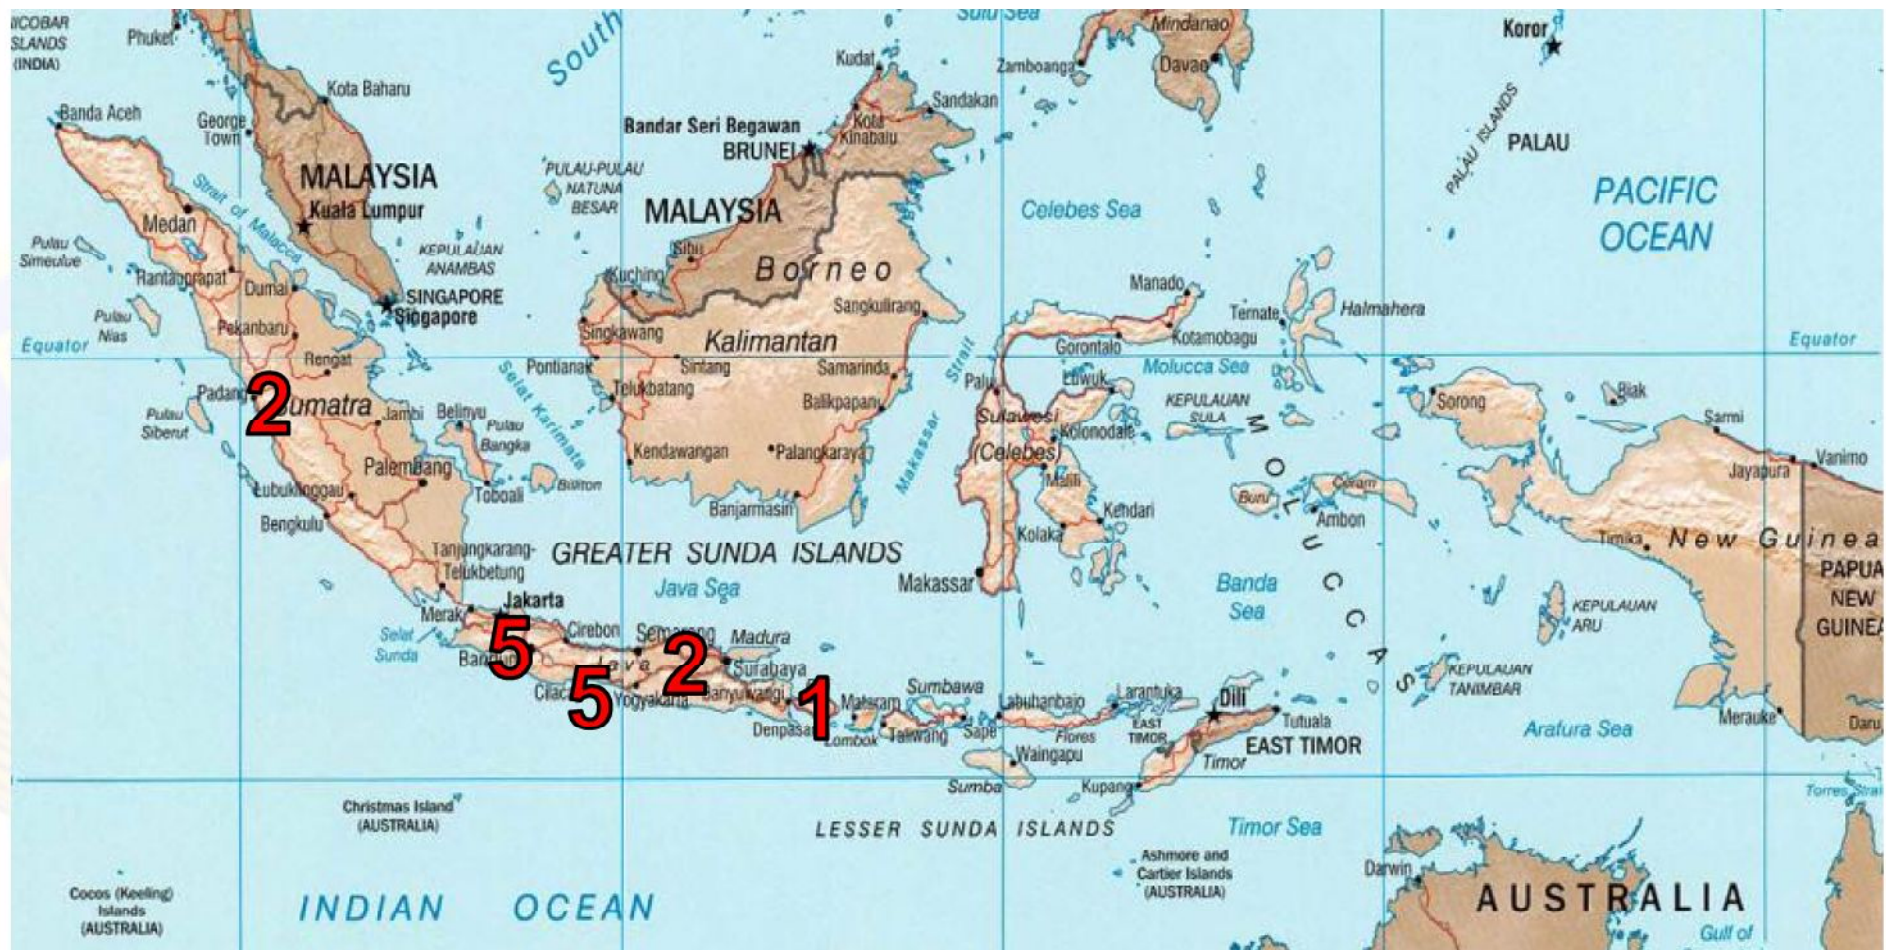 NICOBAR
ISLANDS
(INDIA)
Phuket
South
Sulu Sea
Mindanao
Koror
Kudat
Zamboanga
Davao
Kota Baharu
Sandakan
Banda Aceh
George
Town
Bandar Seri Begawan
BRUNEI
Kota
Kinabalu
PALAU ISLANDS
PALAU
MALAYSIA
Kuala Lumpur
Strait of Malacca
PULAU-PULAU
NATUNA
BESAR
MALAYSIA
Celebes Sea
PACIFIC
OCEAN
Medan
Pulau
Simeulue
KEPULAUAN
ANAMBAS
Sibu
Kuching
Borneo
Rantauprapat
Dumai
SINGAPORE
Singapore
Sangkulirang
Manado
Ternate
Halmahera
Pulau
Nias
Pekanbaru
Singkawang
Kalimantan
Gorontalo
Kotamobagu
Equator
Equator
Rengat
Pontianak
Sintang
Samarinda
Strait
Molucca Sea
Padang
2
Sumatra
Selat Karimata
Telukbatang
Balikpapan
Palu
Luwuk
KEPULAUAN
SULA
Sorong
Biak
Sarmi
Pulau
Siberut
Jambi
Belinyu
Pulau
Bangka
Sulawesi
(Celebes)
Kolonodale
MOLUCCAS
Kendawangan
Palangkaraya
Makassar
Palembang
Toboali
Billiton
Malili
Buru
Ceram
Jayapura
Vanimo
Lubuklinggau
Bengkulu
Banjarmasin
Kendari
Kolaka
Ambon
Timika
New Guinea
Tanjungkarang-
Telukbetung
GREATER SUNDA ISLANDS
Java Sea
Makassar
Banda
Sea
PAPUA
NEW
GUINEA
Merak
Jakarta
Selat
Sunda
5
Bandung
Cirebon
Semarang
2
Madura
Surabaya
KEPULAUAN
ARU
Java
Cilacap
5
Yogyakarta
Banyuwangi
1
Denpasar
Mataram
Lombok
Sumbawa
Taliwang
Sape
Labuhanbajo
Flores
Larantuka
EAST
TIMOR
Dili
Tutuala
EAST TIMOR
KEPULAUAN
TANIMBAR
Merauke
Daru
Arafura Sea
Waingapu
Sumba
Kupang
Timor
Torres Strait
Christmas Island
(AUSTRALIA)
LESSER SUNDA ISLANDS
Timor Sea
Ashmore and
Cartier Islands
(AUSTRALIA)
Darwin
Cocos (Keeling)
Islands
(AUSTRALIA)
INDIAN OCEAN
AUSTRALIA
Gulf of